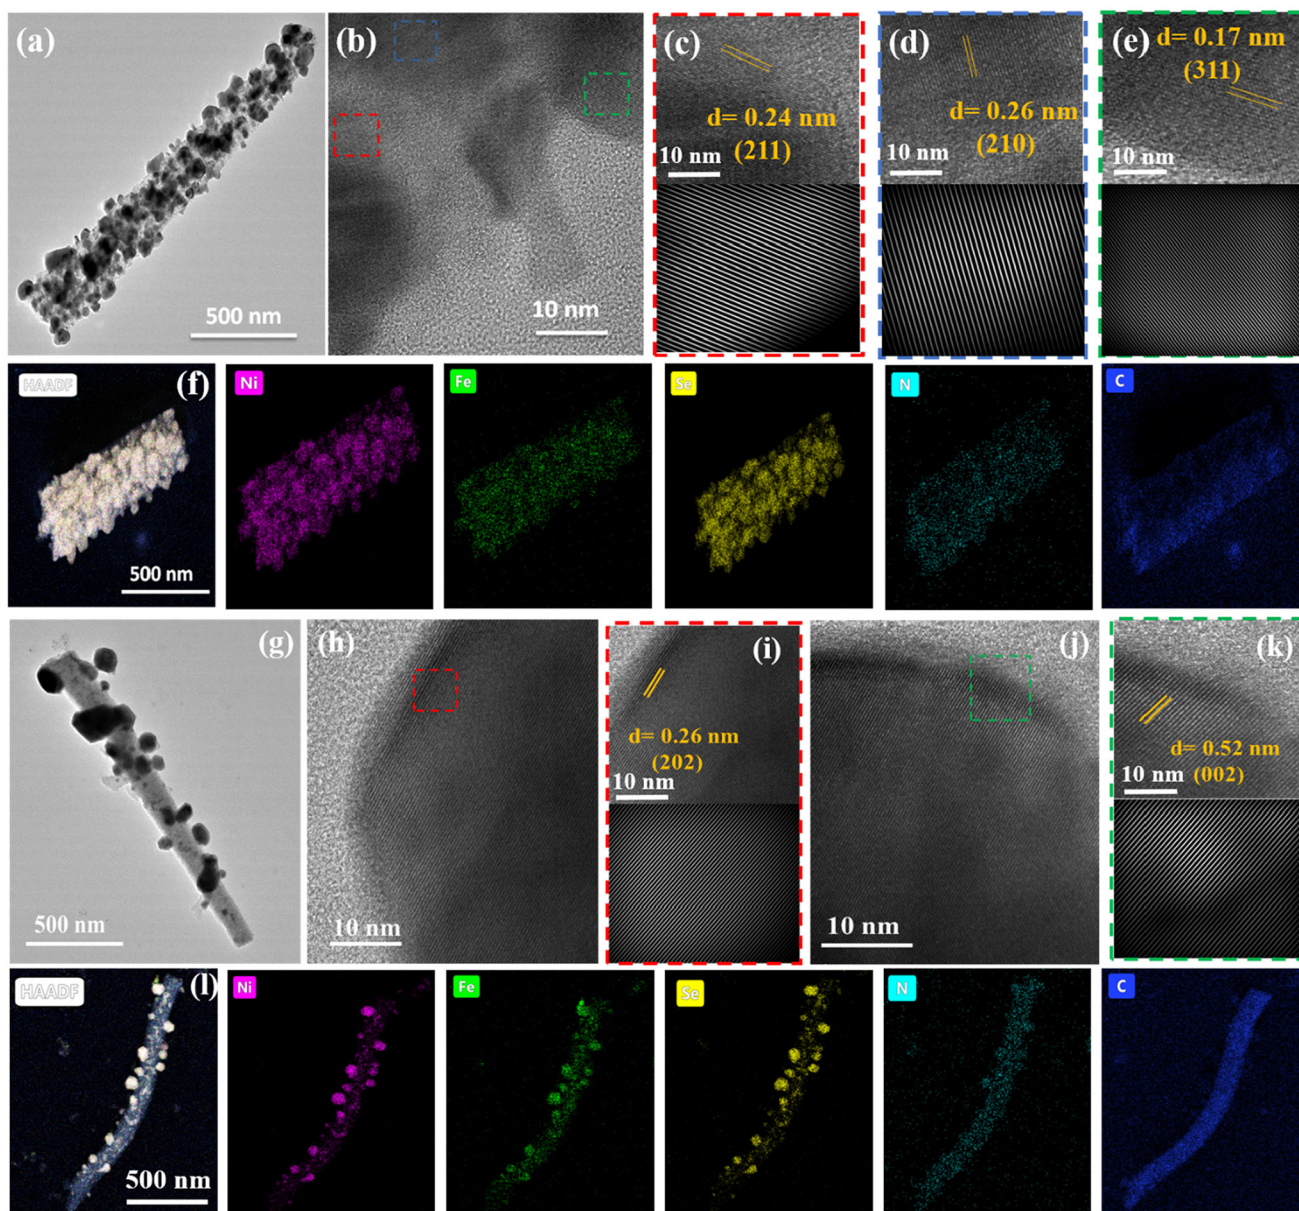 (a)
500 nm
(b)
10 nm
(c)
d= 0.24 nm
(211)
10 nm
(d)
d= 0.26 nm
(210)
10 nm
(e)
d= 0.17 nm
(311)
10 nm
HAADF
(f)
500 nm
Ni
Fe
Se
N
C
(g)
500 nm
(h)
10 nm
(i)
d= 0.26 nm
(202)
10 nm
(j)
10 nm
(k)
d= 0.52 nm
(002)
10 nm
HAADF
(l)
500 nm
Ni
Fe
Se
N
C